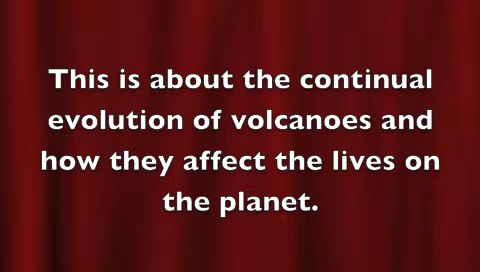 This is about the continual
evolution of volcanoes and
how they affect the lives on
the planet.